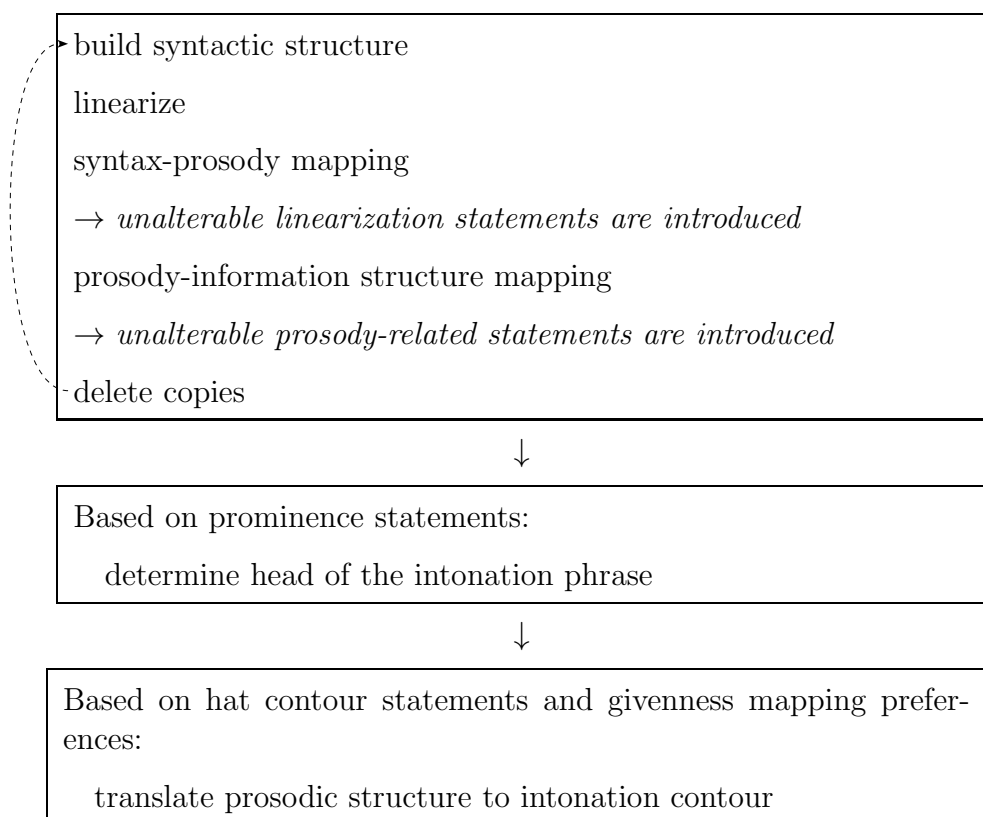 build syntactic structure
linearize
syntax-prosody mapping
→ unalterable linearization statements are introduced
prosody-information structure mapping
→ unalterable prosody-related statements are introduced
delete copies
↓
Based on prominence statements:
determine head of the intonation phrase
↓
Based on hat contour statements and givenness mapping prefer-
ences:
translate prosodic structure to intonation contour